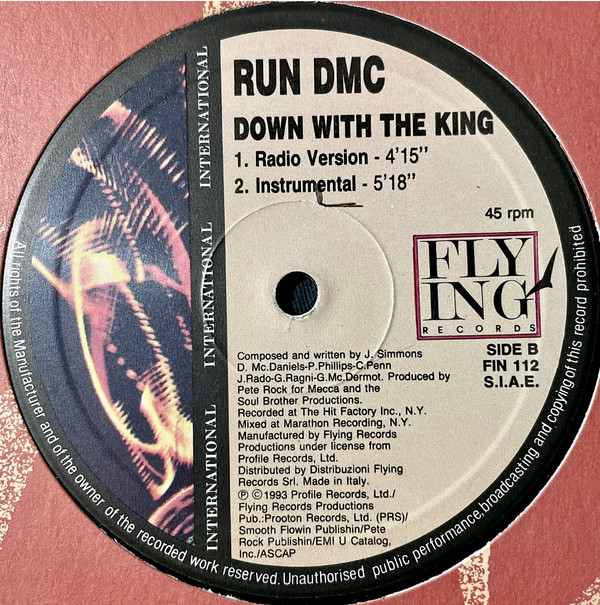 RUN DMC
DOWN WITH THE KING
1. Radio Version - 4'15"
2. Instrumental - 5'18"
45 rpm
FLY
ING
RECORDS
SIDE B
FIN 112
S.I.A.E.
Composed and written by J. Simmons
D. Mc.Daniels-P.Phillips-C.Penn
J.Rado-G.Ragni-G.Mc.Dermot. Produced by
Pete Rock for Mecca and the
Soul Brother Productions.
Recorded at The Hit Factory Inc., N.Y.
Mixed at Marathon Recording, N.Y.
Manufactured by Flying Records
Productions under license from
Profile Records, Ltd.
Distributed by Distribuzioni Flying
Records Srl. Made in Italy.
℗ ©1993 Profile Records, Ltd./
Flying Records Productions
Pub.:Prooton Records, Ltd. (PRS)/
Smooth Flowin Publishin/Pete
Rock Publishin/EMI U Catalog,
Inc./ASCAP
INTERNATIONAL
INTERNATIONAL
INTERNATIONAL
All rights of the Manufacturer and of the owner of the recorded work reserved. Unauthorised public performance, broadcasting and copying of this record prohibited